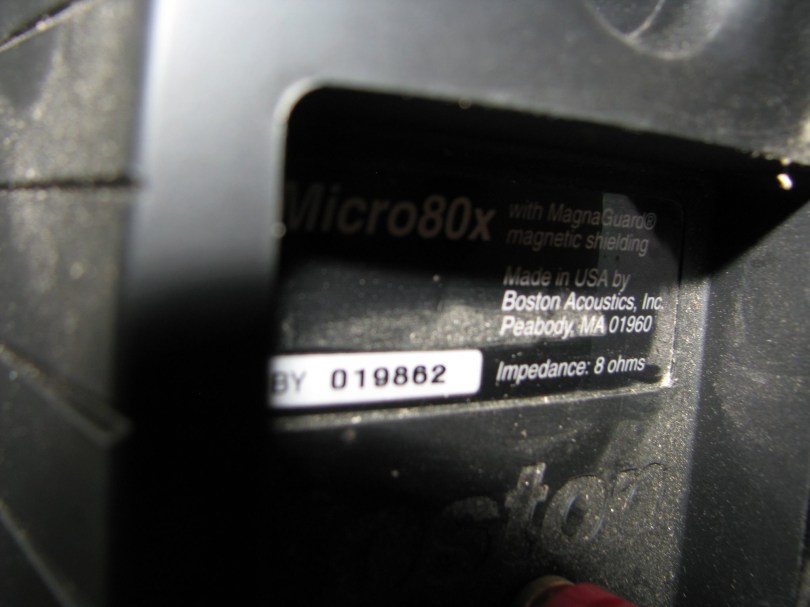 Micro80x
with MagnaGuard®
magnetic shielding
Made in USA by
Boston Acoustics, Inc.
Peabody, MA 01960
BY 019862
Impedance: 8 ohms
ston